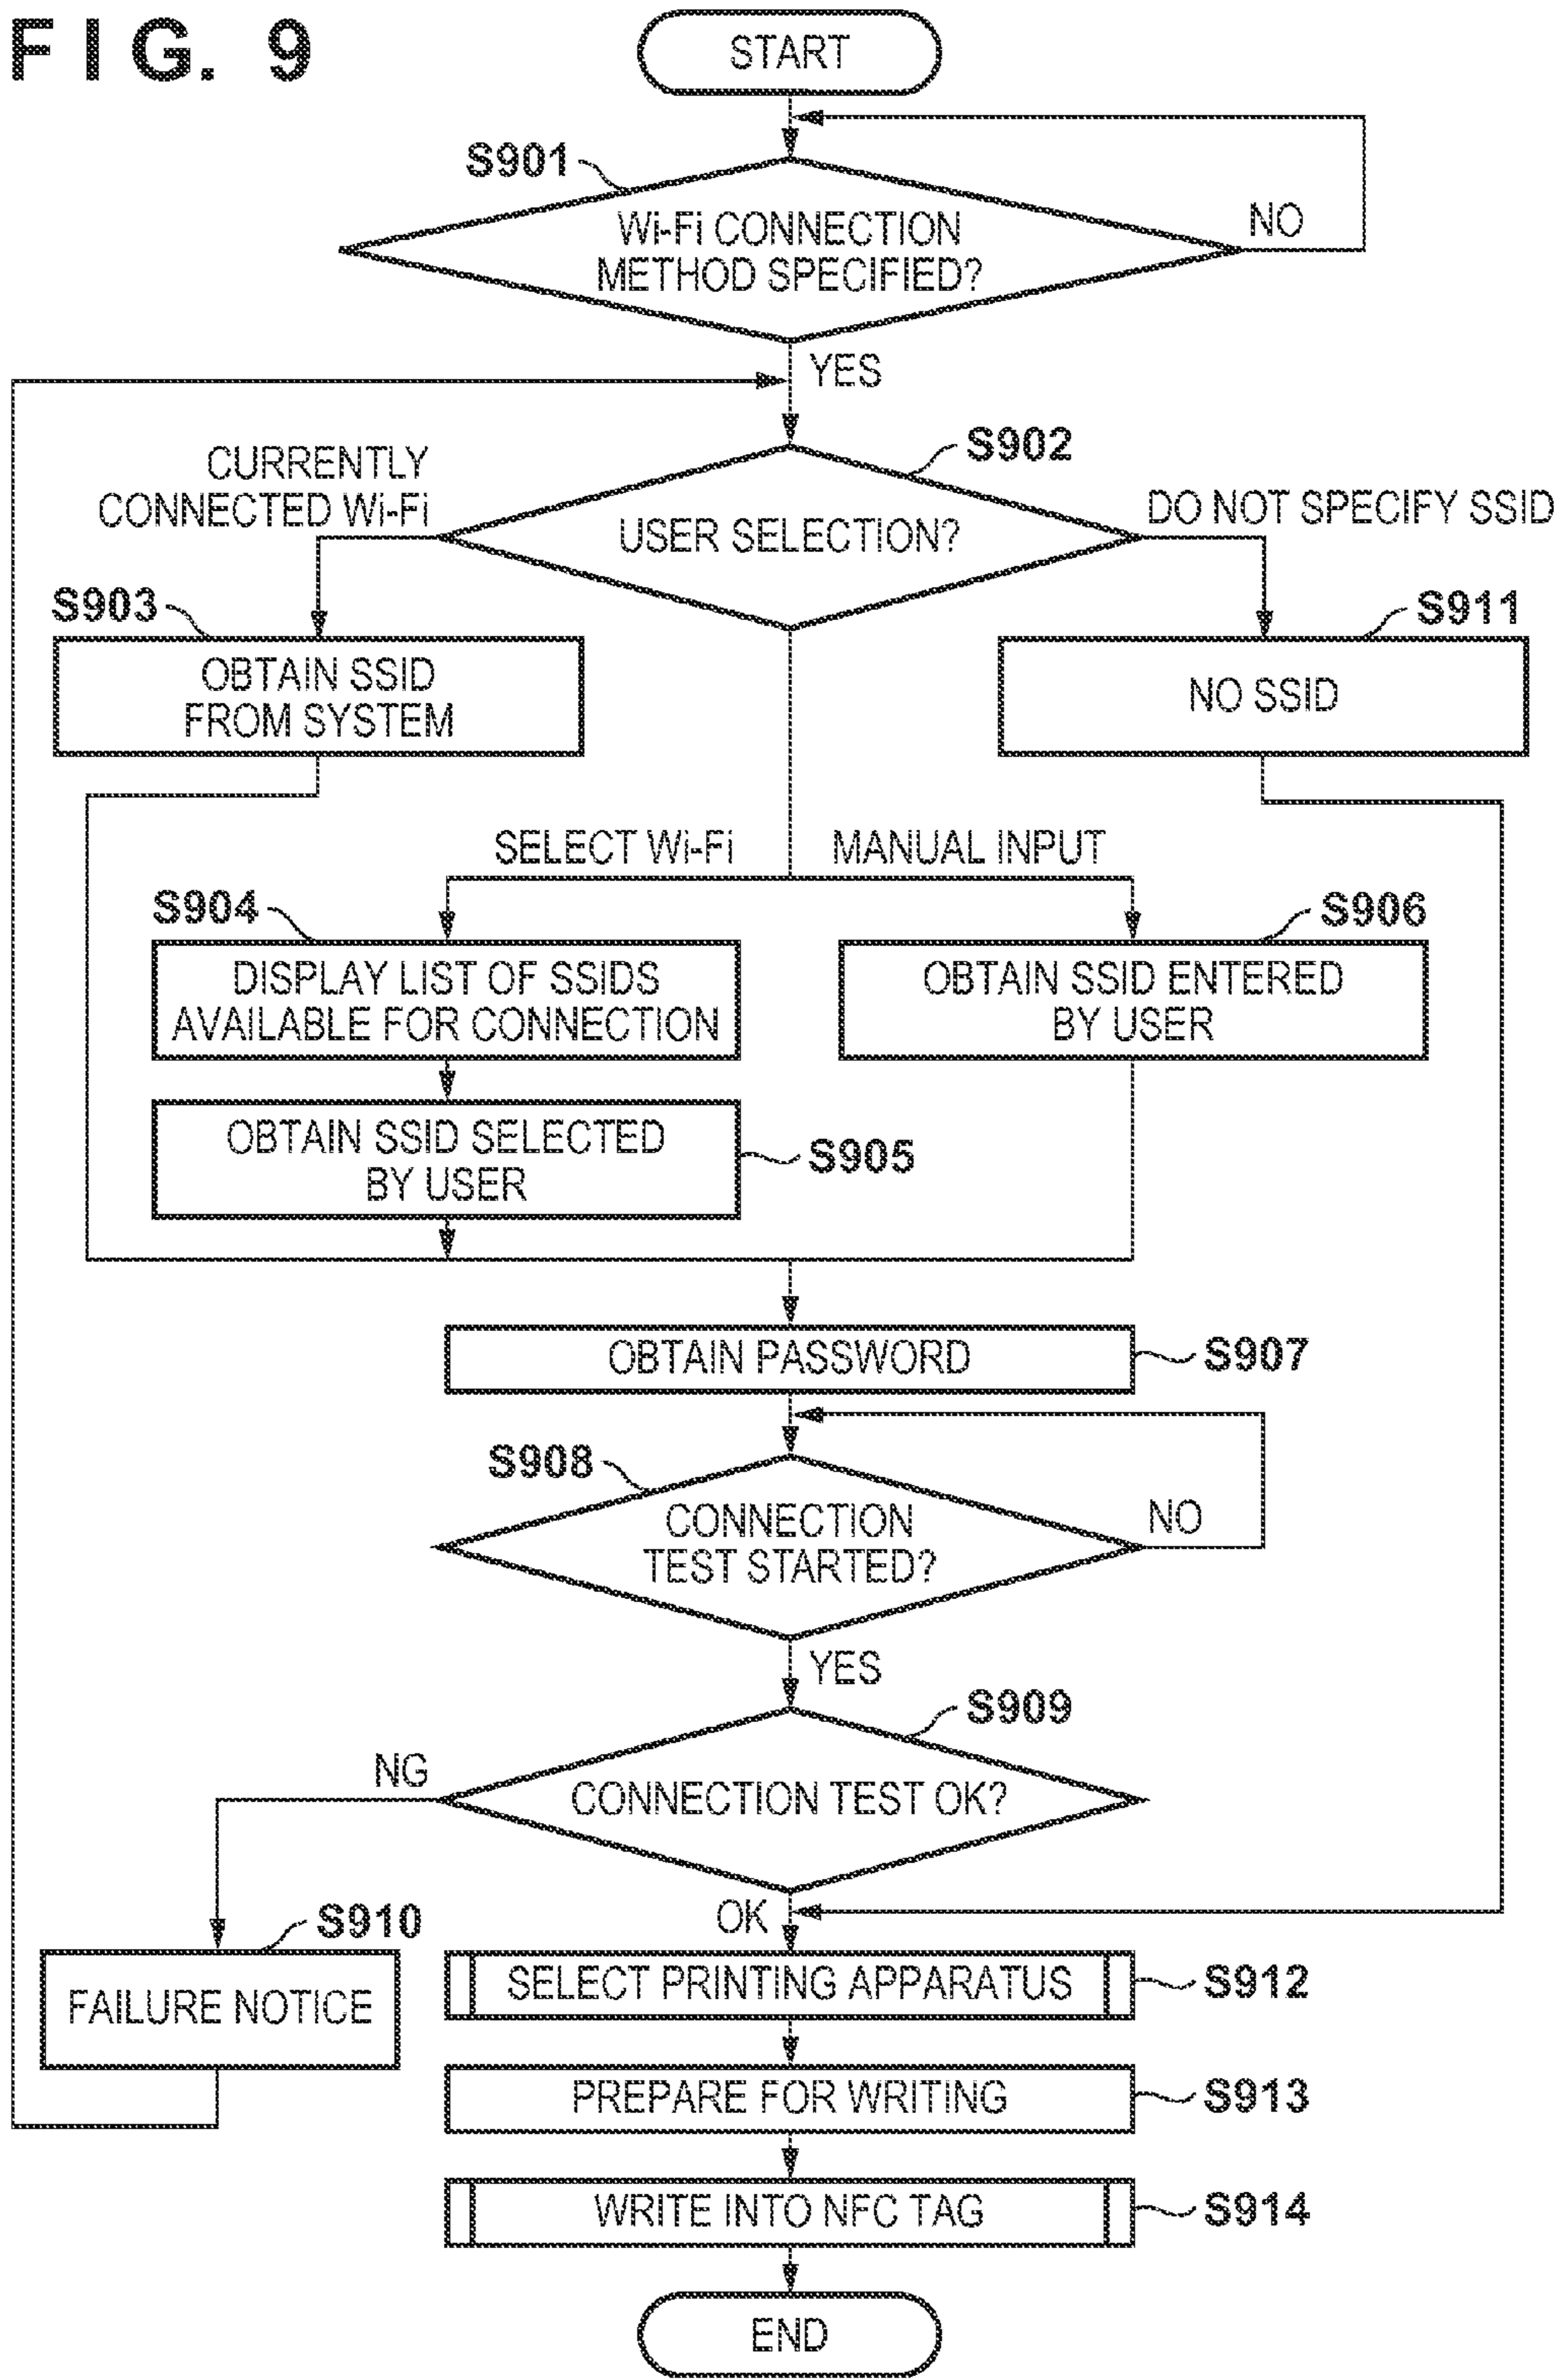 FIG. 9
START
S901
Wi-Fi CONNECTION
METHOD SPECIFIED?
NO
YES
S902
CURRENTLY
CONNECTED Wi-Fi
USER SELECTION?
DO NOT SPECIFY SSID
S903
OBTAIN SSID
FROM SYSTEM
S911
NO SSID
SELECT Wi-Fi
MANUAL INPUT
S904
DISPLAY LIST OF SSIDS
AVAILABLE FOR CONNECTION
S906
OBTAIN SSID ENTERED
BY USER
OBTAIN SSID SELECTED
BY USER
S905
OBTAIN PASSWORD
S907
S908
CONNECTION
TEST STARTED?
NO
YES
S909
NG
CONNECTION TEST OK?
OK
S910
FAILURE NOTICE
SELECT PRINTING APPARATUS
S912
PREPARE FOR WRITING
S913
WRITE INTO NFC TAG
S914
END